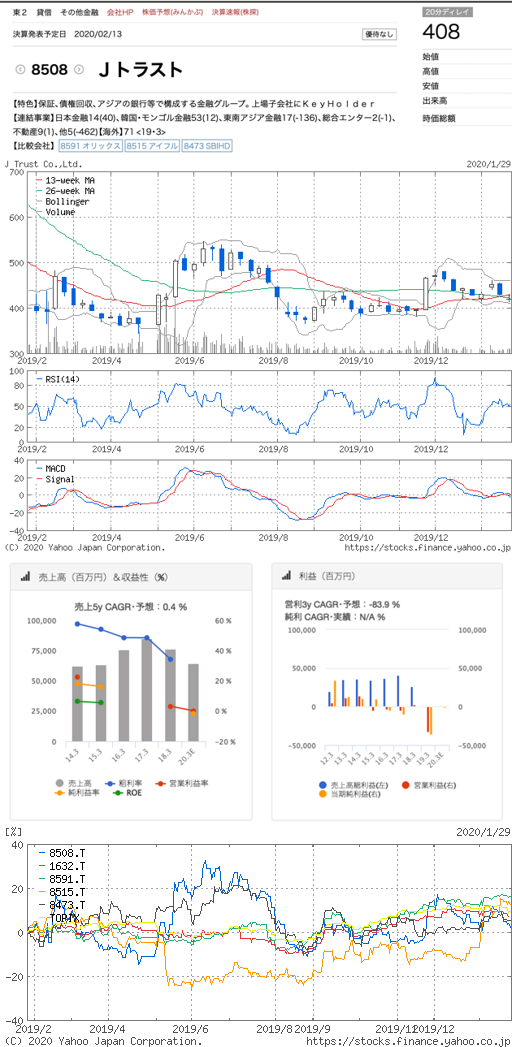 東2 貸借 その他金融 会社HP 株価予想(みんかぶ) 決算速報(株探)
20分ディレイ
408
決算発表予定日 2020/02/13
優待なし
8508 Jトラスト
始値
高値
安値
出来高
時価総額
【特色】保証、債権回収、アジアの銀行等で構成する金融グループ。上場子会社にKeyHolder
【連結事業】日本金融14(40)、韓国・モンゴル金融53(12)、東南アジア金融17(-136)、総合エンター2(-1)、
不動産9(1)、他5(-462)【海外】71 <19・3>
【比較会社】 8591 オリックス 8515 アイフル 8473 SBIHD
J Trust Co.,Ltd.
2020/1/29
700
600
500
400
300
13-week MA
26-week MA
Bollinger
Volume
2019/2 2019/4 2019/6 2019/8 2019/10 2019/12
100
80
50
20
0
RSI(14)
2019/2 2019/4 2019/6 2019/8 2019/10 2019/12
40
20
0
−20
−40
MACD
Signal
2019/2 2019/4 2019/6 2019/8 2019/10 2019/12
(C) 2020 Yahoo Japan Corporation.
https://stocks.finance.yahoo.co.jp
売上高（百万円）＆収益性（%）
売上5y CAGR・予想：0.4 %
100,000
75,000
50,000
25,000
0
60 %
40 %
20 %
0 %
−20 %
14.3 15.3 16.3 17.3 18.3 20.3E
売上高 粗利率 営業利益率
純利益率 ROE
利益（百万円）
営利3y CAGR・予想：-83.9 %
純利 CAGR・実績：N/A %
100,000
50,000
0
−50,000
100,000
50,000
0
−50,000
12.3 13.3 14.3 15.3 16.3 17.3 18.3 19.3 20.3E
売上高総利益(左) 営業利益(右)
当期純利益(右)
[%]
2020/1/29
40
20
0
−20
−40
8508.T
1632.T
8591.T
8515.T
8473.T
TOPIX
2019/2 2019/4 2019/6 2019/8 2019/9 2019/11 2019/12
(C) 2020 Yahoo Japan Corporation.
https://stocks.finance.yahoo.co.jp